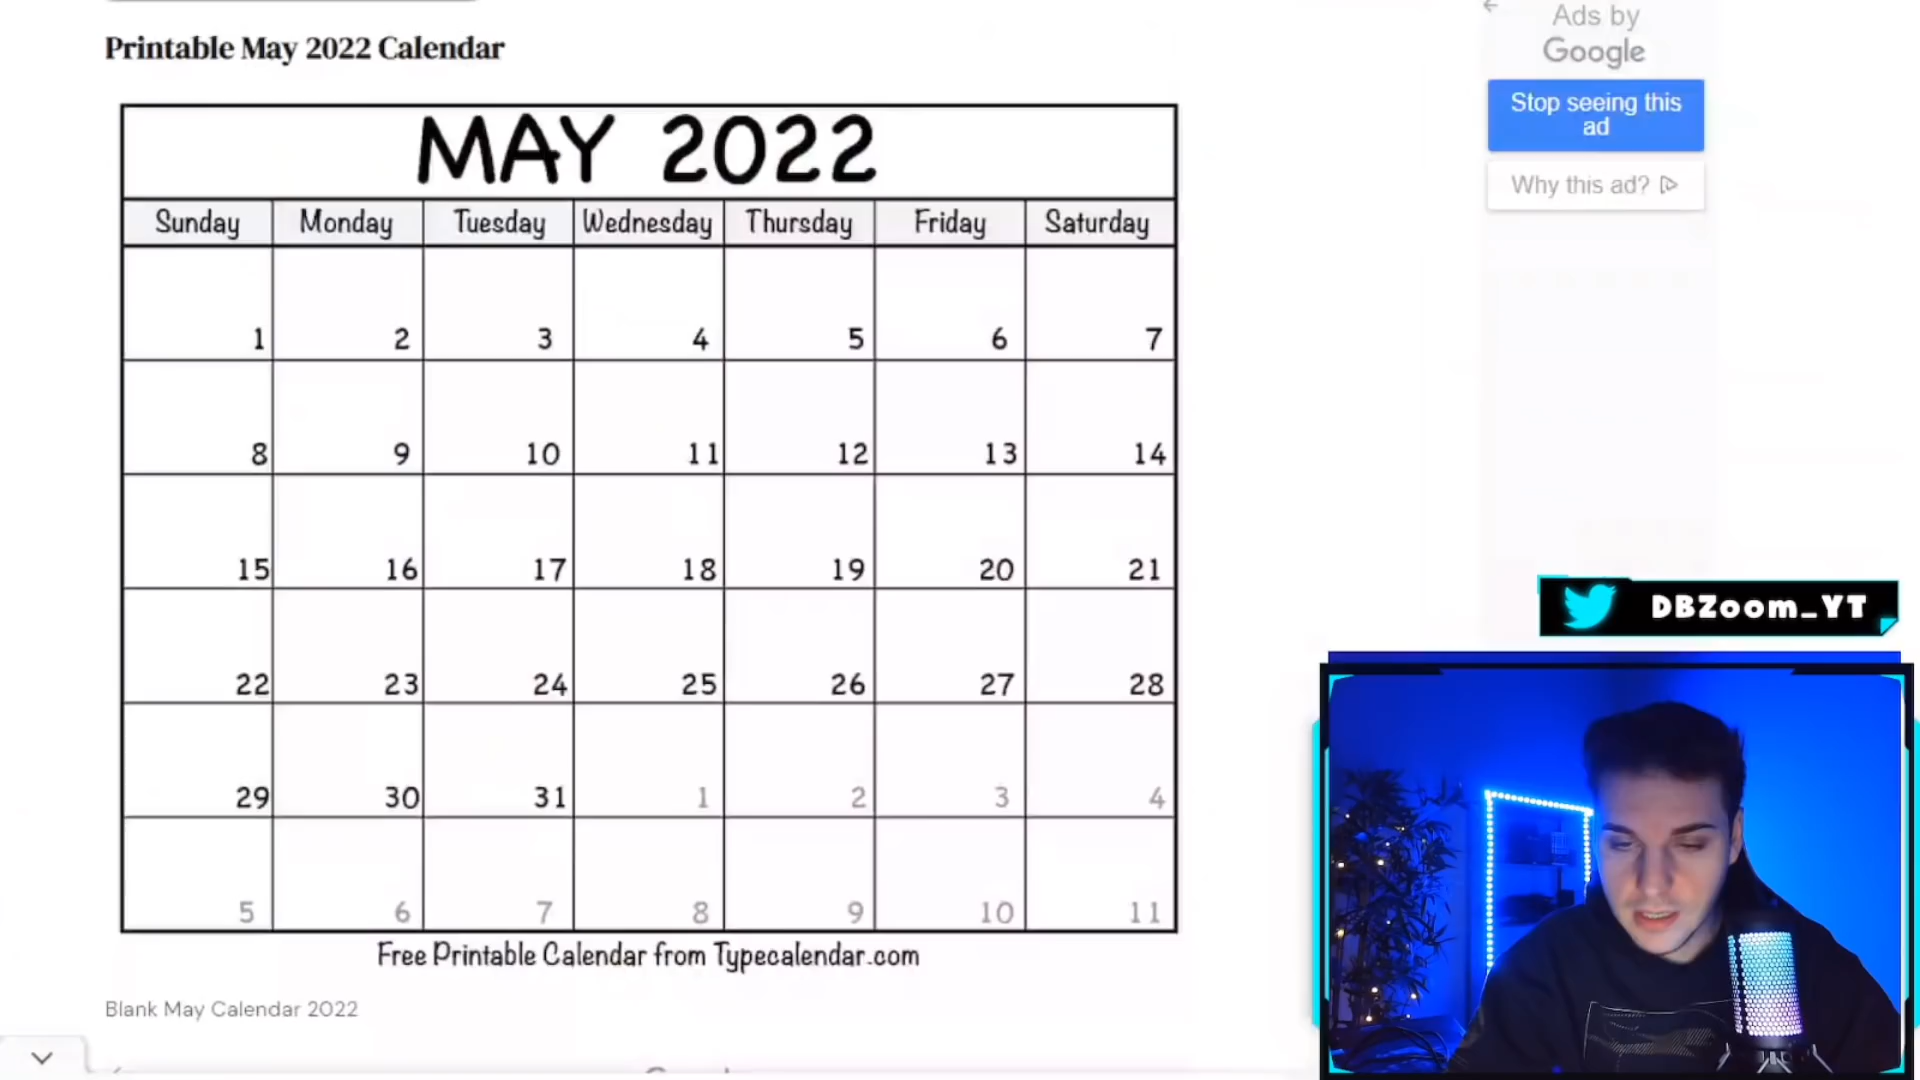 Printable May 2022 Calendar
Ads by
Google
Stop seeing this
ad
Why this ad?
MAY 2022
Sunday Monday Tuesday Wednesday Thursday Friday Saturday
1 2 3 4 5 6 7
8 9 10 11 12 13 14
15 16 17 18 19 20 21
22 23 24 25 26 27 28
29 30 31 1 2 3 4
5 6 7 8 9 10 11
Free Printable Calendar from Typecalendar.com
Blank May Calendar 2022
DBZoom_YT